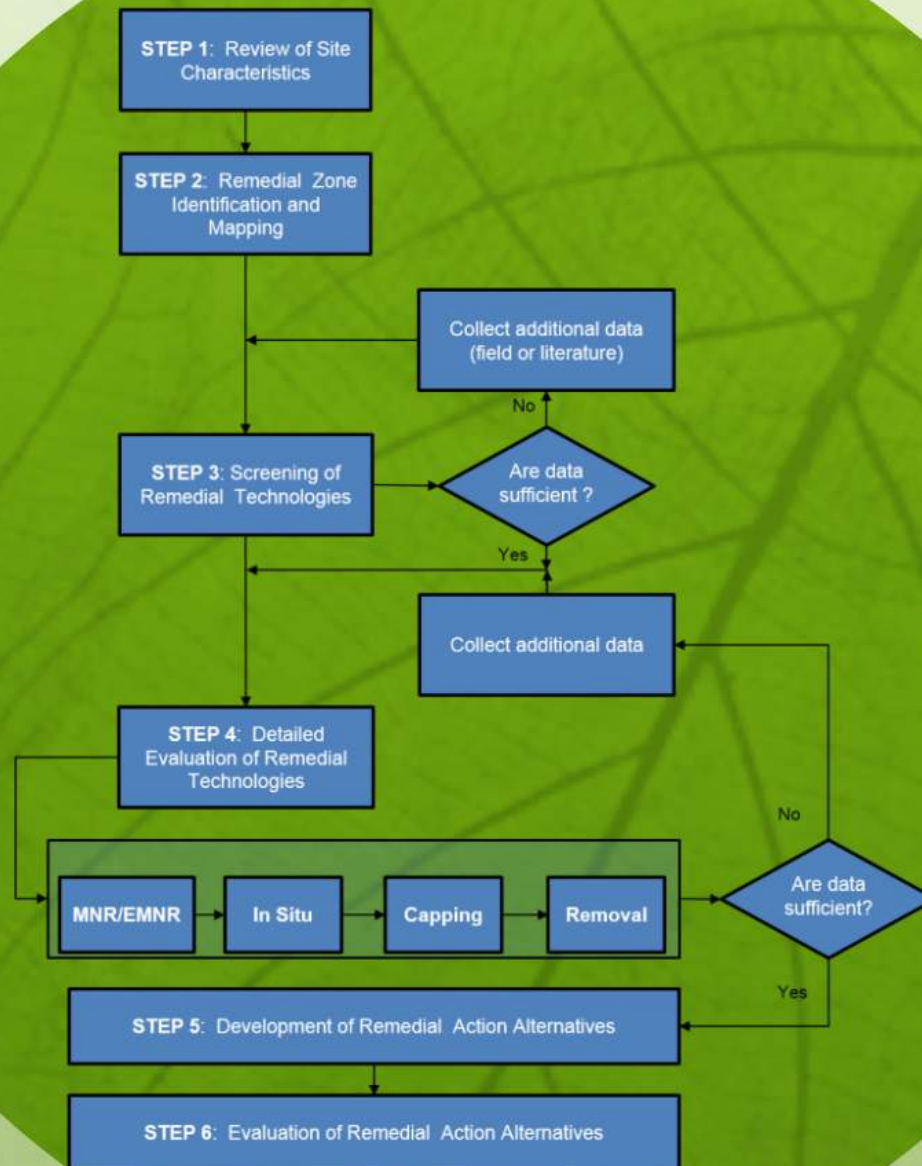 STEP 1: Review of Site
Characteristics
STEP 2: Remedial Zone
Identification and
Mapping
Collect additional data
(field or literature)
No
STEP 3: Screening of
Remedial Technologies
Are data
sufficient ?
Yes
Collect additional data
STEP 4: Detailed
Evaluation of Remedial
Technologies
No
MNR/EMNR
In Situ
Capping
Removal
Are data
sufficient?
Yes
STEP 5: Development of Remedial Action Alternatives
STEP 6: Evaluation of Remedial Action Alternatives